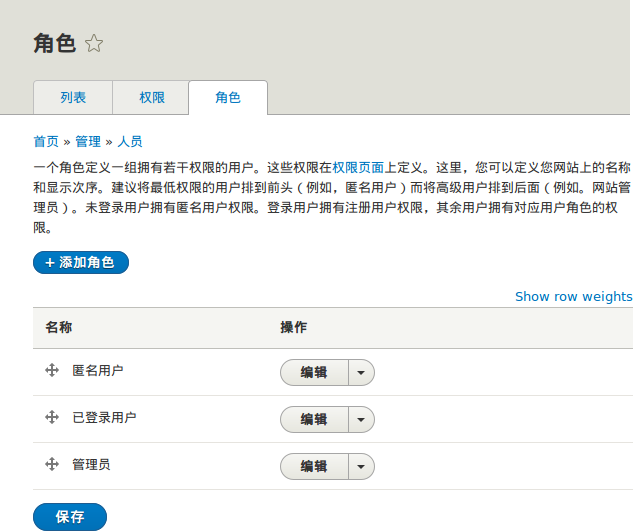 角色
列表 权限 角色
首页 » 管理 » 人员
一个角色定义一组拥有若干权限的用户。这些权限在权限页面上定义。这里，您可以定义您网站上的名称
和显示次序。建议将最低权限的用户排到前头（例如，匿名用户）而将高级用户排到后面（例如。网站管
理员）。未登录用户拥有匿名用户权限。登录用户拥有注册用户权限，其余用户拥有对应用户角色的权
限。
+ 添加角色
Show row weights
名称 操作
匿名用户 编辑
已登录用户 编辑
管理员 编辑
保存